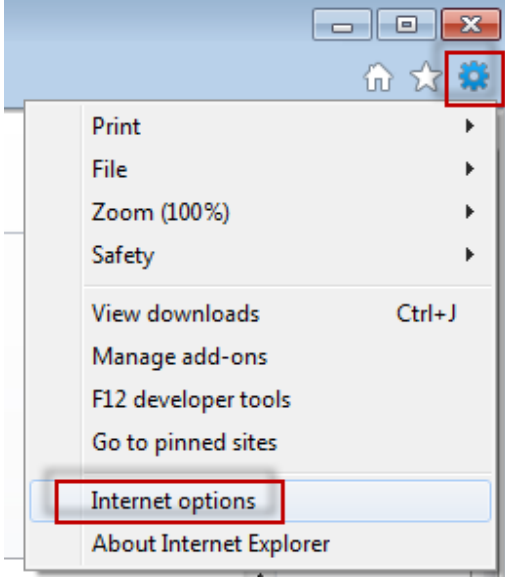 Print
File
Zoom (100%)
Safety
View downloads Ctrl+J
Manage add-ons
F12 developer tools
Go to pinned sites
Internet options
About Internet Explorer